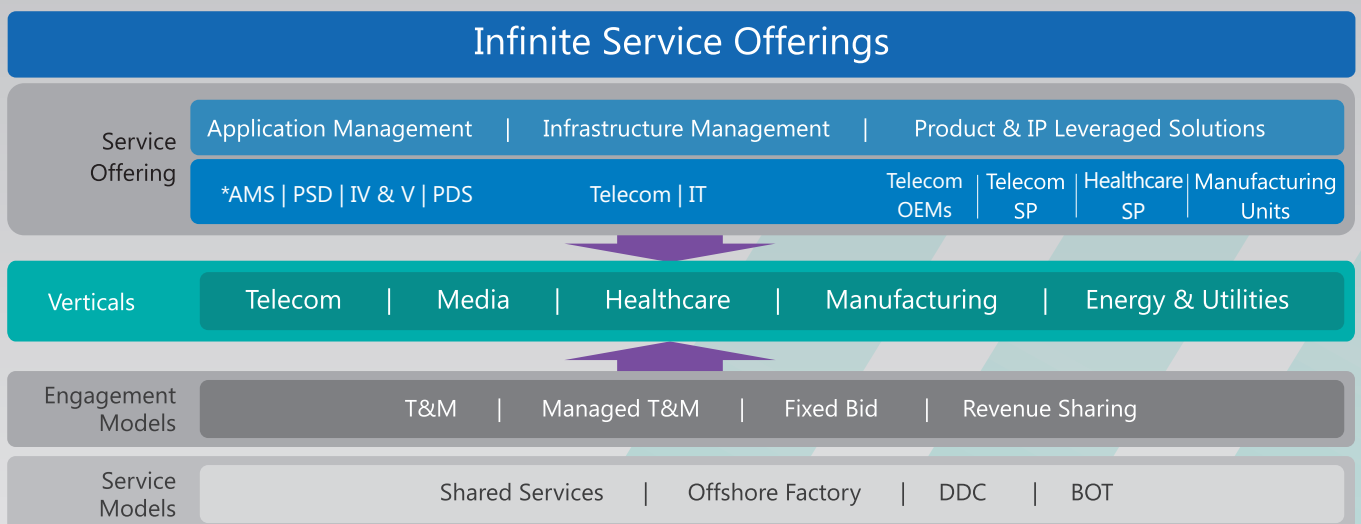 Infinite Service Offerings
Service
Offering
Application Management | Infrastructure Management | Product & IP Leveraged Solutions
*AMS | PSD | IV & V | PDS
Telecom | IT
Telecom
OEMs
Telecom
SP
Healthcare
SP
Manufacturing
Units
Verticals
Telecom | Media | Healthcare | Manufacturing | Energy & Utilities
Engagement
Models
T&M | Managed T&M | Fixed Bid | Revenue Sharing
Service
Models
Shared Services | Offshore Factory | DDC | BOT